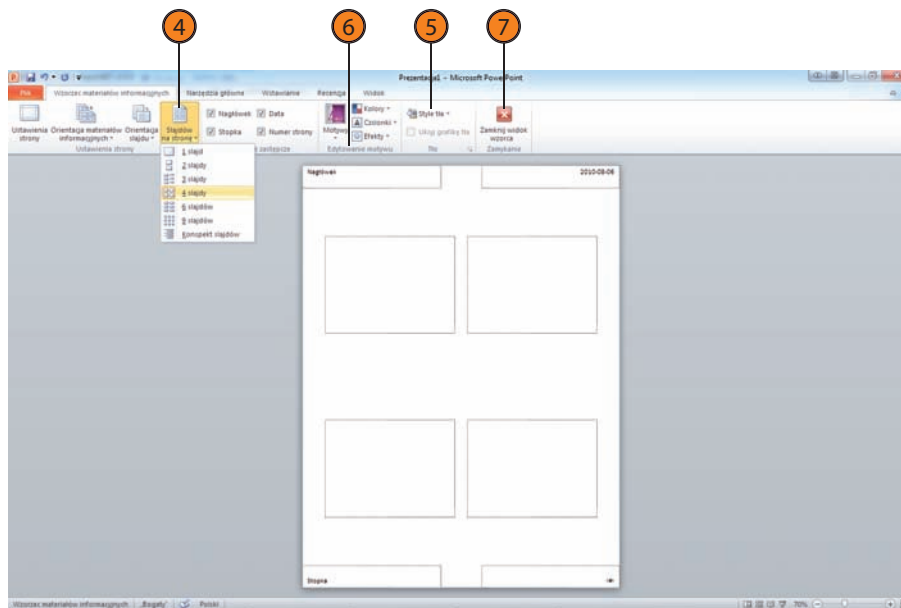 4 6 5 7
Prezentacja1 - Microsoft PowerPoint
Plik Wzorzec materiałów informacyjnych Narzędzia główne Wstawianie Recenzja Widok
Ustawienia strony
Orientacja materiałów informacyjnych
Orientacja slajdu
Slajdów na stronę
Nagłówek Data
Stopka Numer strony
Motywy
Kolory
Czcionki
Efekty
Style tła
Ukryj grafikę tła
Zamknij widok wzorca
Ustawienia strony zastępcze Edytowanie motywu Tło Zamykanie
1 slajd
2 slajdy
3 slajdy
4 slajdy
6 slajdów
9 slajdów
Konspekt slajdów
Nagłówek 2010-08-06
Stopka ‹#›
Wzorzec materiałów informacyjnych „Bogaty” Polski 70%